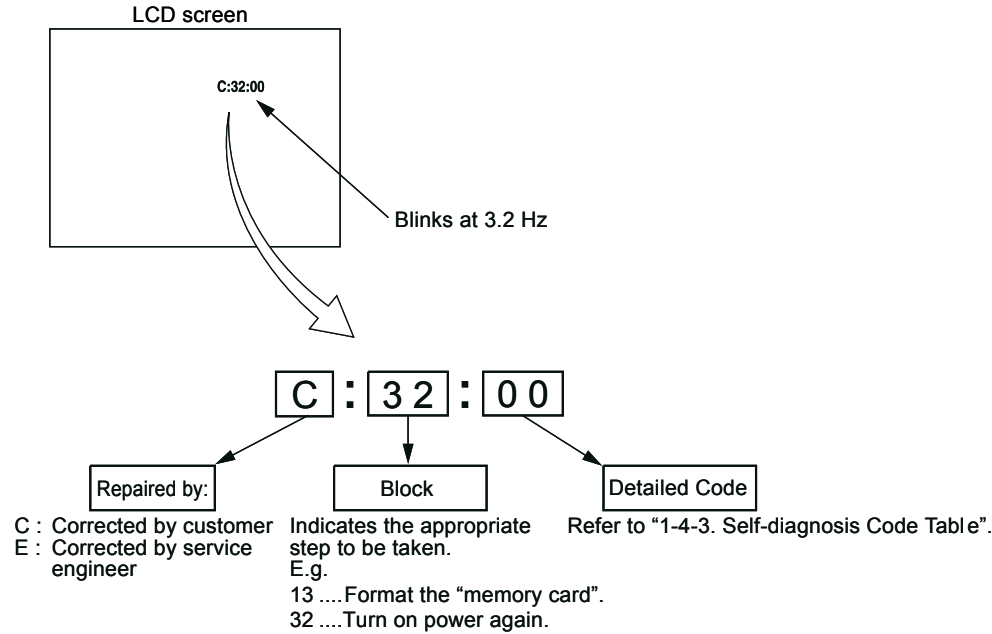 LCD screen
C:32:00
Blinks at 3.2 Hz
C : 32 : 00
Repaired by:
C : Corrected by customer
E : Corrected by service
engineer
Block
Indicates the appropriate
step to be taken.
E.g.
13 ....Format the “memory card”.
32 ....Turn on power again.
Detailed Code
Refer to “1-4-3. Self-diagnosis Code Table”.